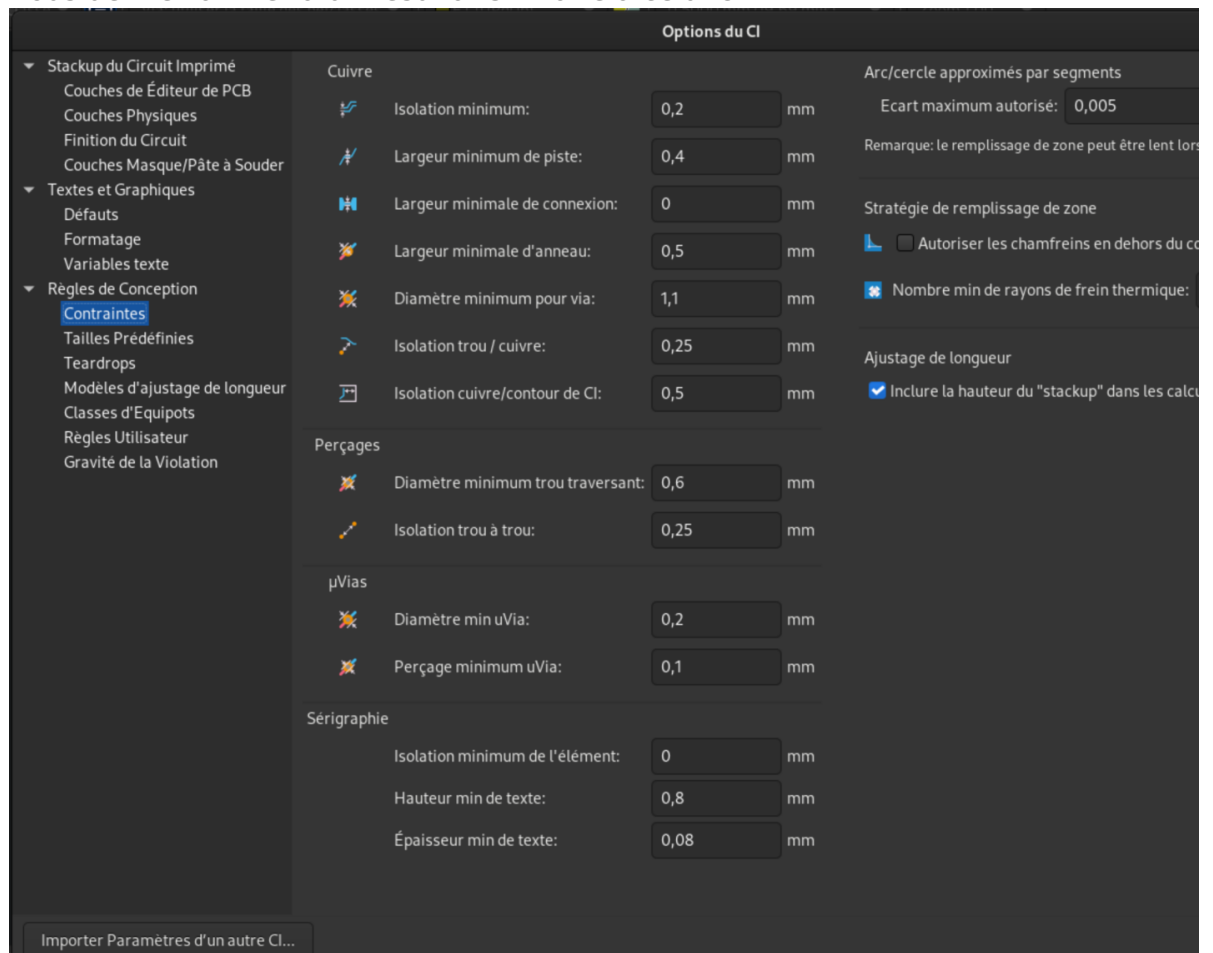 Options du CI
Stackup du Circuit Imprimé
Couches de Éditeur de PCB
Couches Physiques
Finition du Circuit
Couches Masque/Pâte à Souder
Textes et Graphiques
Défauts
Formatage
Variables texte
Règles de Conception
Contraintes
Tailles Prédéfinies
Teardrops
Modèles d'ajustage de longueur
Classes d'Equipots
Règles Utilisateur
Gravité de la Violation
Cuivre
Isolation minimum: 0,2 mm
Largeur minimum de piste: 0,4 mm
Largeur minimale de connexion: 0 mm
Largeur minimale d'anneau: 0,5 mm
Diamètre minimum pour via: 1,1 mm
Isolation trou / cuivre: 0,25 mm
Isolation cuivre/contour de CI: 0,5 mm
Perçages
Diamètre minimum trou traversant: 0,6 mm
Isolation trou à trou: 0,25 mm
µVias
Diamètre min uVia: 0,2 mm
Perçage minimum uVia: 0,1 mm
Sérigraphie
Isolation minimum de l'élément: 0 mm
Hauteur min de texte: 0,8 mm
Épaisseur min de texte: 0,08 mm
Arc/cercle approximés par segments
Ecart maximum autorisé: 0,005
Remarque: le remplissage de zone peut être lent lors
Stratégie de remplissage de zone
Autoriser les chamfreins en dehors du
Nombre min de rayons de frein thermique:
Ajustage de longueur
Inclure la hauteur du "stackup" dans les
Importer Paramètres d'un autre CI...